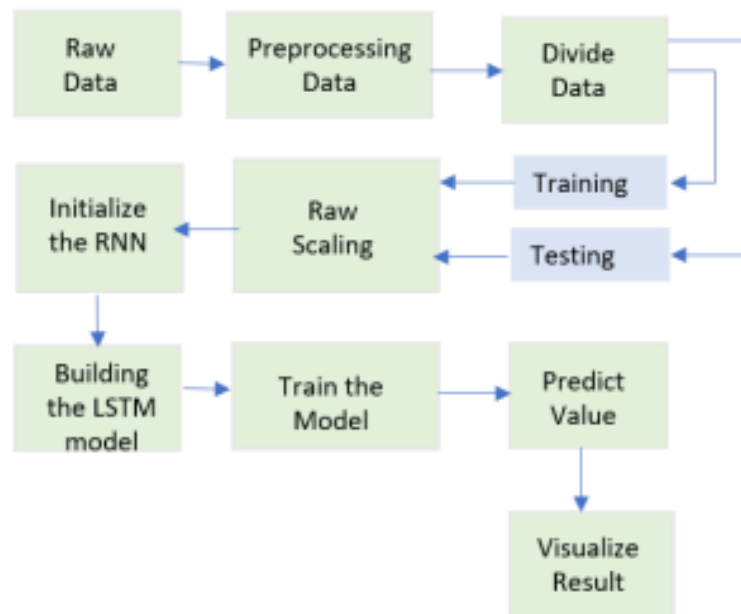 Raw
Data
Preprocessing
Data
Divide
Data
Training
Testing
Raw
Scaling
Initialize
the RNN
Building
the LSTM
model
Train the
Model
Predict
Value
Visualize
Result